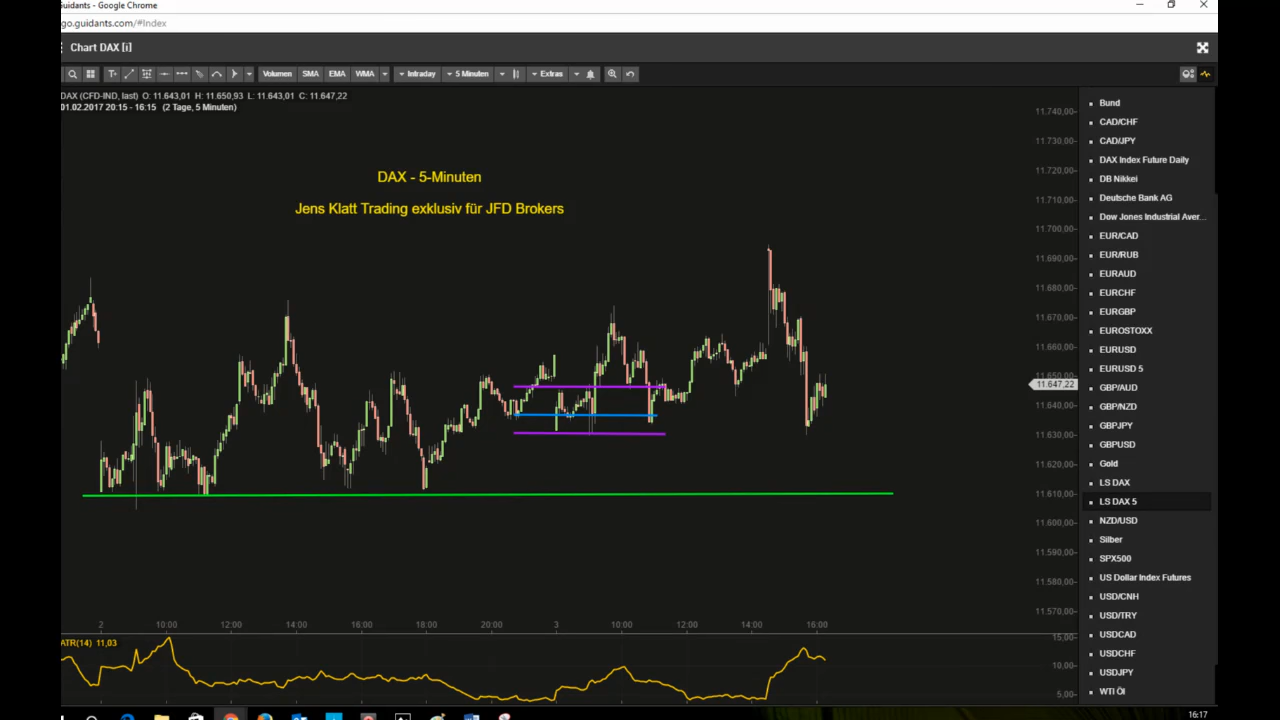 Guidants - Google Chrome
go.guidants.com/#Index
Chart DAX [i]
Volumen SMA EMA WMA Intraday 5 Minuten Extras
DAX (CFD-IND, last) O: 11.643,01 H: 11.650,93 L: 11.643,01 C: 11.647,22
01.02.2017 20:15 - 16:15 (2 Tage, 5 Minuten)
DAX - 5-Minuten
Jens Klatt Trading exklusiv für JFD Brokers
11.740,00
11.730,00
11.720,00
11.710,00
11.700,00
11.690,00
11.680,00
11.670,00
11.660,00
11.650,00
11.647,22
11.640,00
11.630,00
11.620,00
11.610,00
11.600,00
11.590,00
11.580,00
11.570,00
2 10:00 12:00 14:00 16:00 18:00 20:00 3 10:00 12:00 14:00 16:00
ATR(14) 11,03
15,00
10,00
5,00
Bund
CAD/CHF
CAD/JPY
DAX Index Future Daily
DB Nikkei
Deutsche Bank AG
Dow Jones Industrial Aver...
EUR/CAD
EUR/RUB
EURAUD
EURCHF
EURGBP
EUROSTOXX
EURUSD
EURUSD 5
GBP/AUD
GBP/NZD
GBPJPY
GBPUSD
Gold
LS DAX
LS DAX 5
NZD/USD
Silber
SPX500
US Dollar Index Futures
USD/CNH
USD/TRY
USDCAD
USDCHF
USDJPY
WTI Öl
16:17